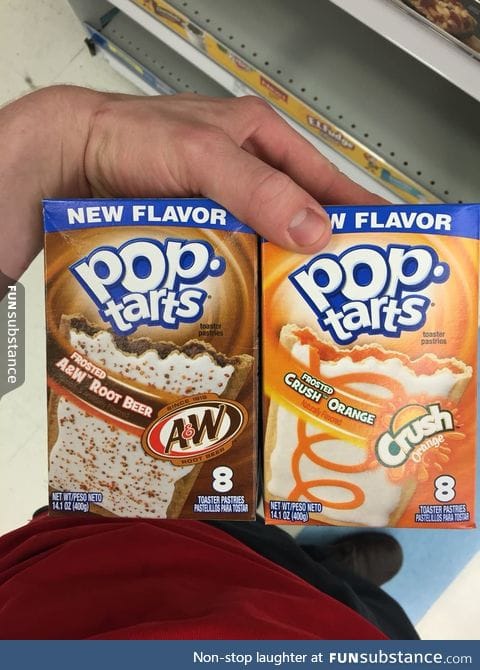 NEW FLAVOR
POP.
tarts
toaster
pastries
FROSTED
A&W ROOT BEER
SINCE 1919
A&W
ROOT BEER
8
TOASTER PASTRIES
PASTELILLOS PARA TOSTAR
NET WT/PESO NETO
14.1 OZ (400g)
W FLAVOR
POP.
tarts
toaster
pastries
FROSTED
CRUSH ORANGE
Naturally Flavored
Crush
Orange
8
TOASTER PASTRIES
PASTELILLOS PARA TOSTAR
NET WT/PESO NETO
14.1 OZ (400g)
FUNsubstance
Non-stop laughter at FUNsubstance.com